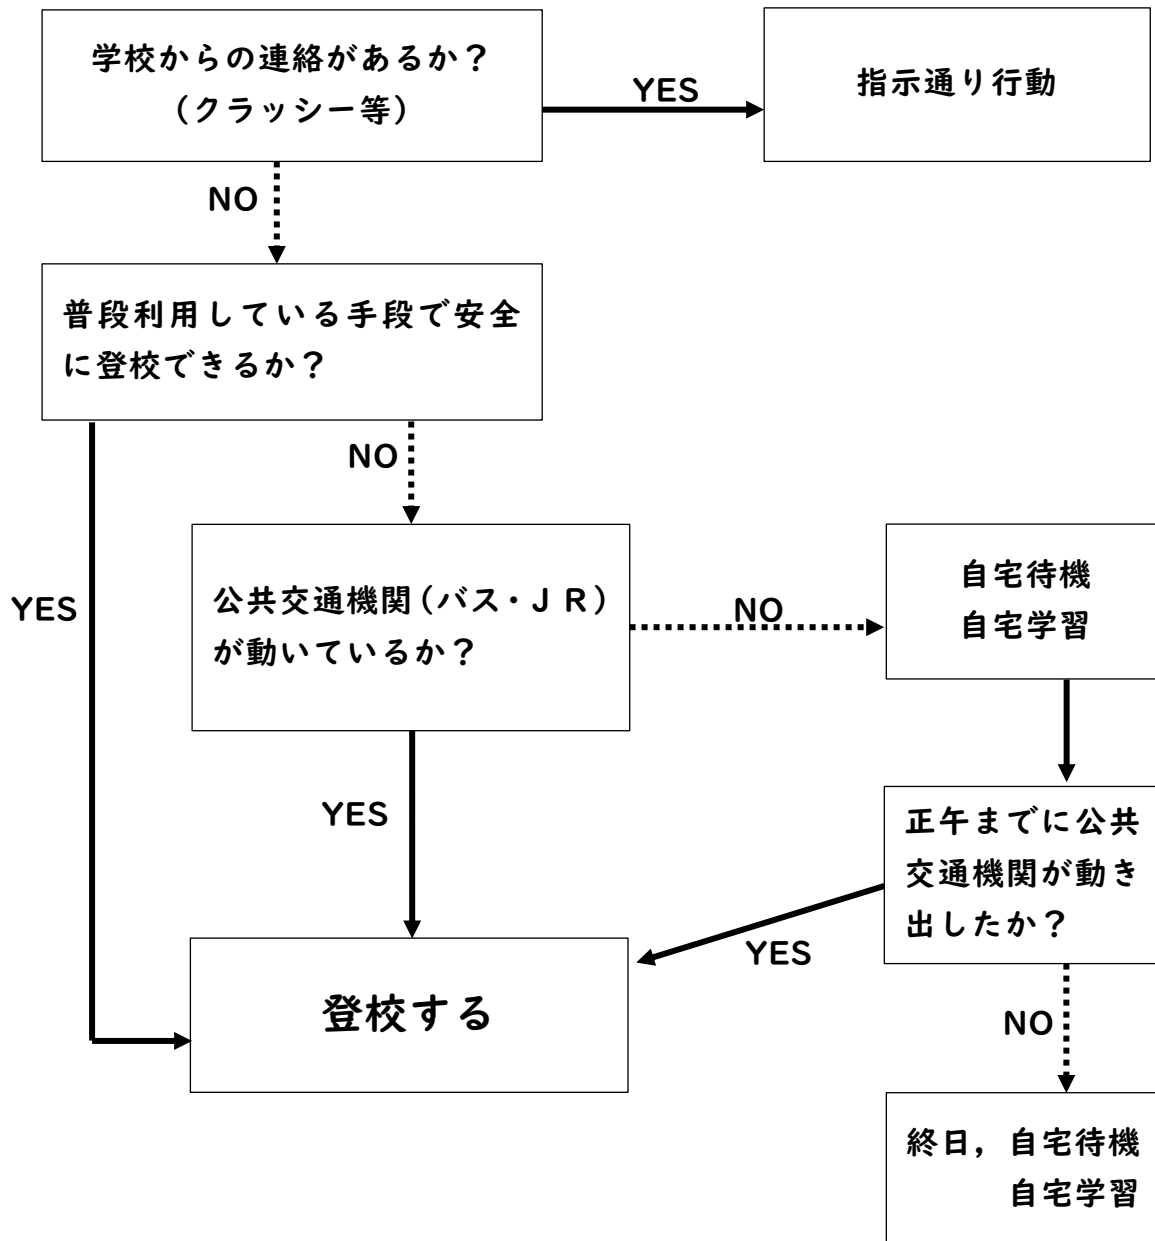 学校からの連絡があるか？
（クラッシー等）
YES
指示通り行動
NO
普段利用している手段で安全
に登校できるか？
NO
YES
公共交通機関（バス・ＪＲ）
が動いているか？
NO
自宅待機
自宅学習
YES
正午までに公共
交通機関が動き
出したか？
YES
登校する
NO
終日，自宅待機
自宅学習